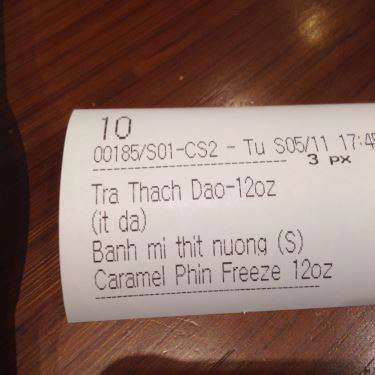 10
00185/S01-CS2 - Tu S05/11 17:45
3 px
Tra Thach Dao-12oz
(it da)
Banh mi thit nuong (S)
Caramel Phin Freeze 12oz